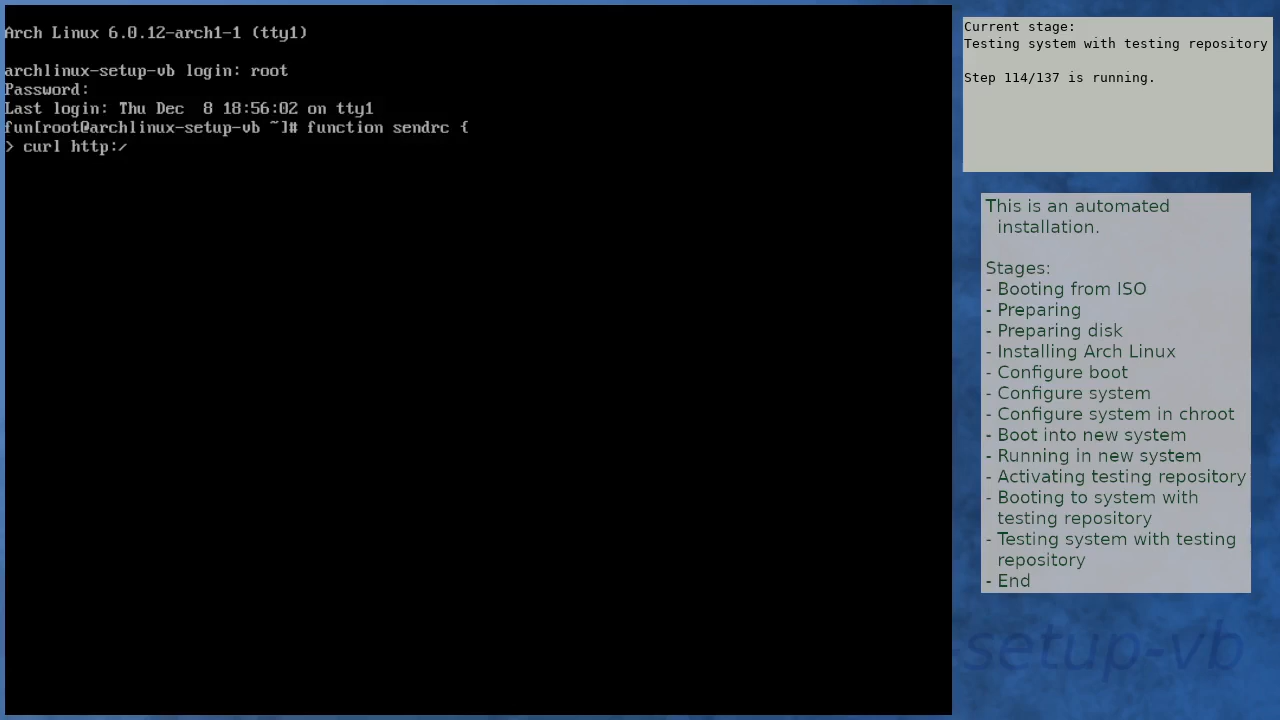 Arch Linux 6.0.12-arch1-1 (tty1)
archlinux-setup-vb login: root
Password:
Last login: Thu Dec  8 18:56:02 on tty1
fun[root@archlinux-setup-vb ~]# function sendrc {
> curl http:/
Current stage:
Testing system with testing repository
Step 114/137 is running.
This is an automated
installation.
Stages:
- Booting from ISO
- Preparing
- Preparing disk
- Installing Arch Linux
- Configure boot
- Configure system
- Configure system in chroot
- Boot into new system
- Running in new system
- Activating testing repository
- Booting to system with
testing repository
- Testing system with testing
repository
- End
-setup-vb